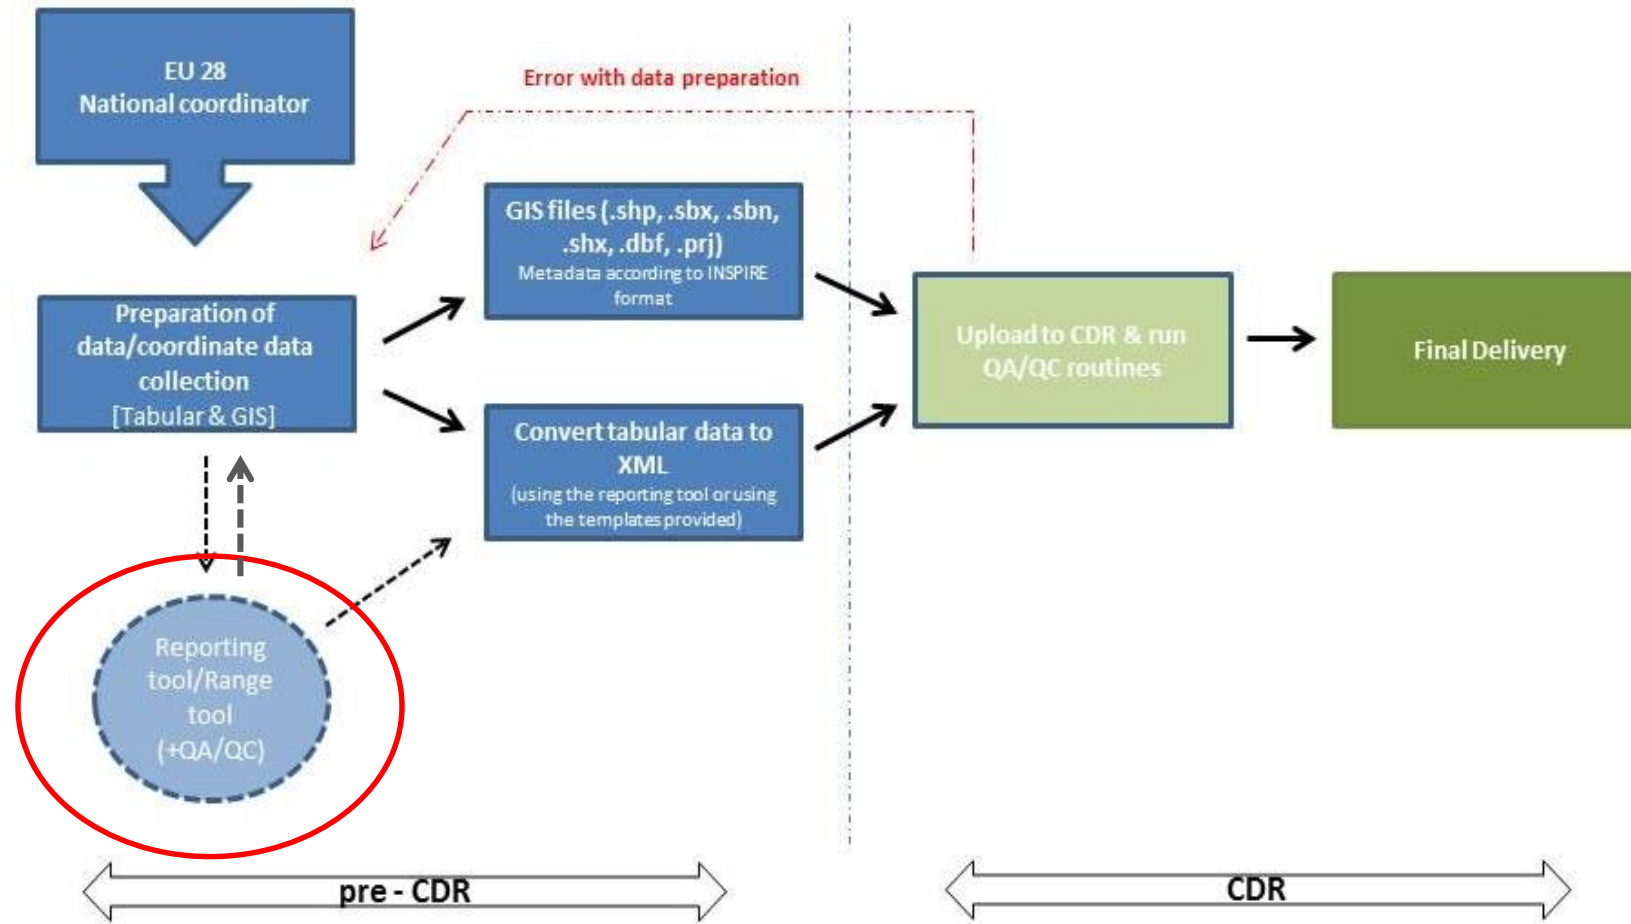 EU 28
National coordinator
Error with data preparation
GIS files (.shp, .sbx, .sbn,
.shx, .dbf, .prj)
Metadata according to INSPIRE
format
Preparation of
data/coordinate data
collection
[Tabular & GIS]
Upload to CDR & run
QA/QC routines
Final Delivery
Convert tabular data to
XML
(using the reporting tool or using
the templates provided)
Reporting
tool/Range
tool
(+QA/QC)
pre - CDR
CDR